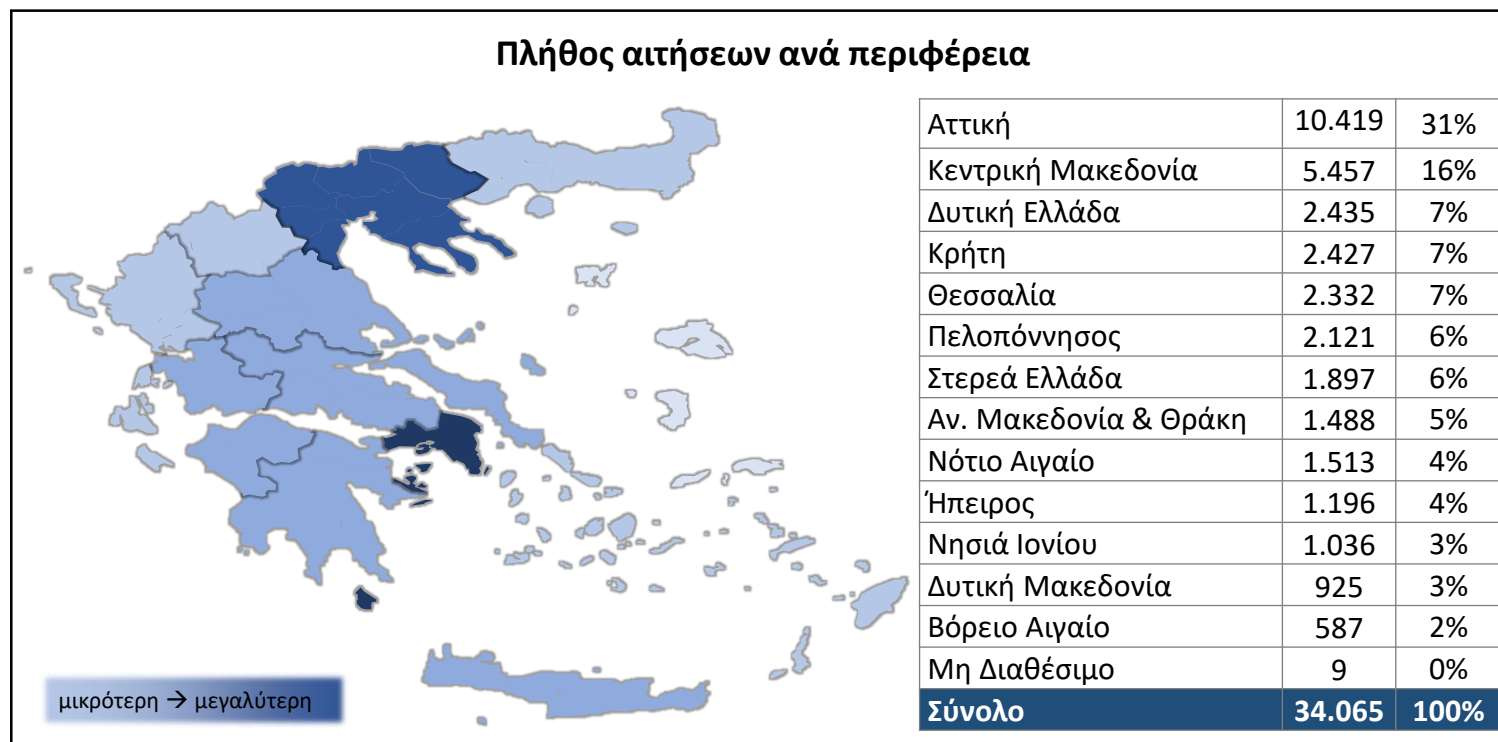 Πλήθος αιτήσεων ανά περιφέρεια
Αττική 10.419 31%
Κεντρική Μακεδονία 5.457 16%
Δυτική Ελλάδα 2.435 7%
Κρήτη 2.427 7%
Θεσσαλία 2.332 7%
Πελοπόννησος 2.121 6%
Στερεά Ελλάδα 1.897 6%
Αν. Μακεδονία & Θράκη 1.488 5%
Νότιο Αιγαίο 1.513 4%
Ήπειρος 1.196 4%
Νησιά Ιονίου 1.036 3%
Δυτική Μακεδονία 925 3%
Βόρειο Αιγαίο 587 2%
Μη Διαθέσιμο 9 0%
Σύνολο 34.065 100%
μικρότερη → μεγαλύτερη